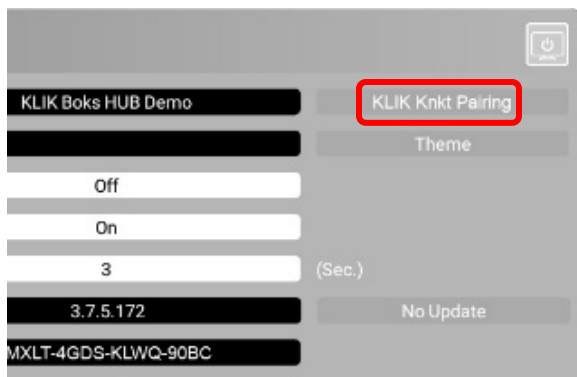 KLIK Boks HUB Demo KLIK Knkt Pairing
Theme
Off
On
3 (Sec.)
3.7.5.172 No Update
MXLT-4GDS-KLWQ-90BC